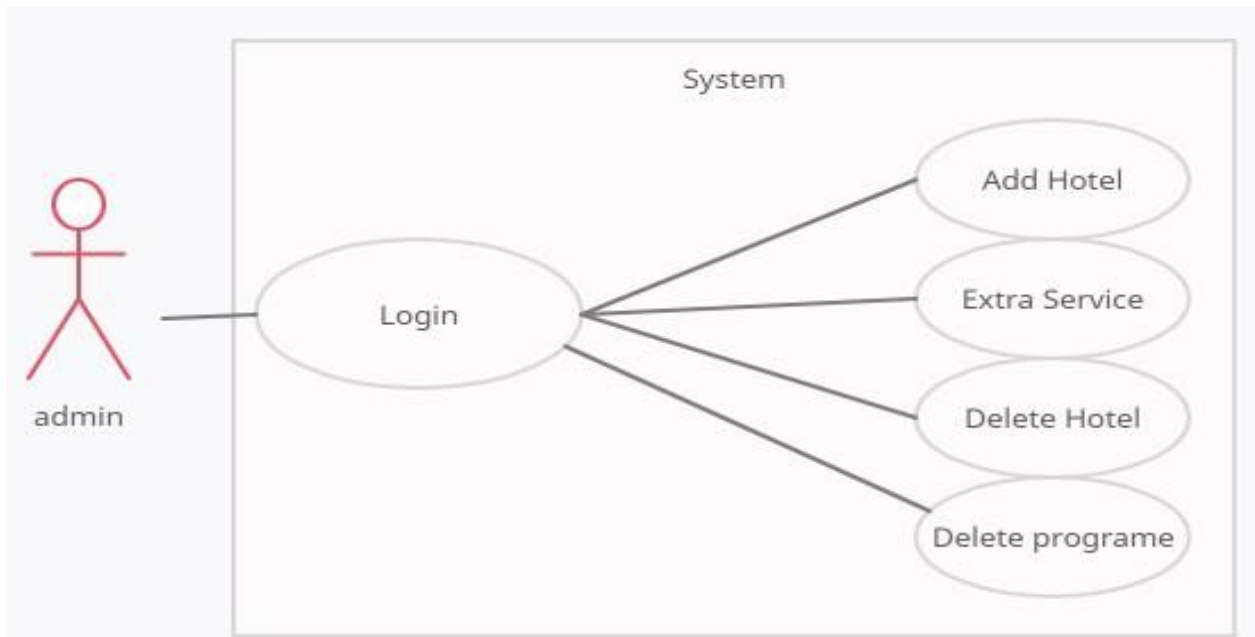 System
Add Hotel
Extra Service
Login
Delete Hotel
admin
Delete programe